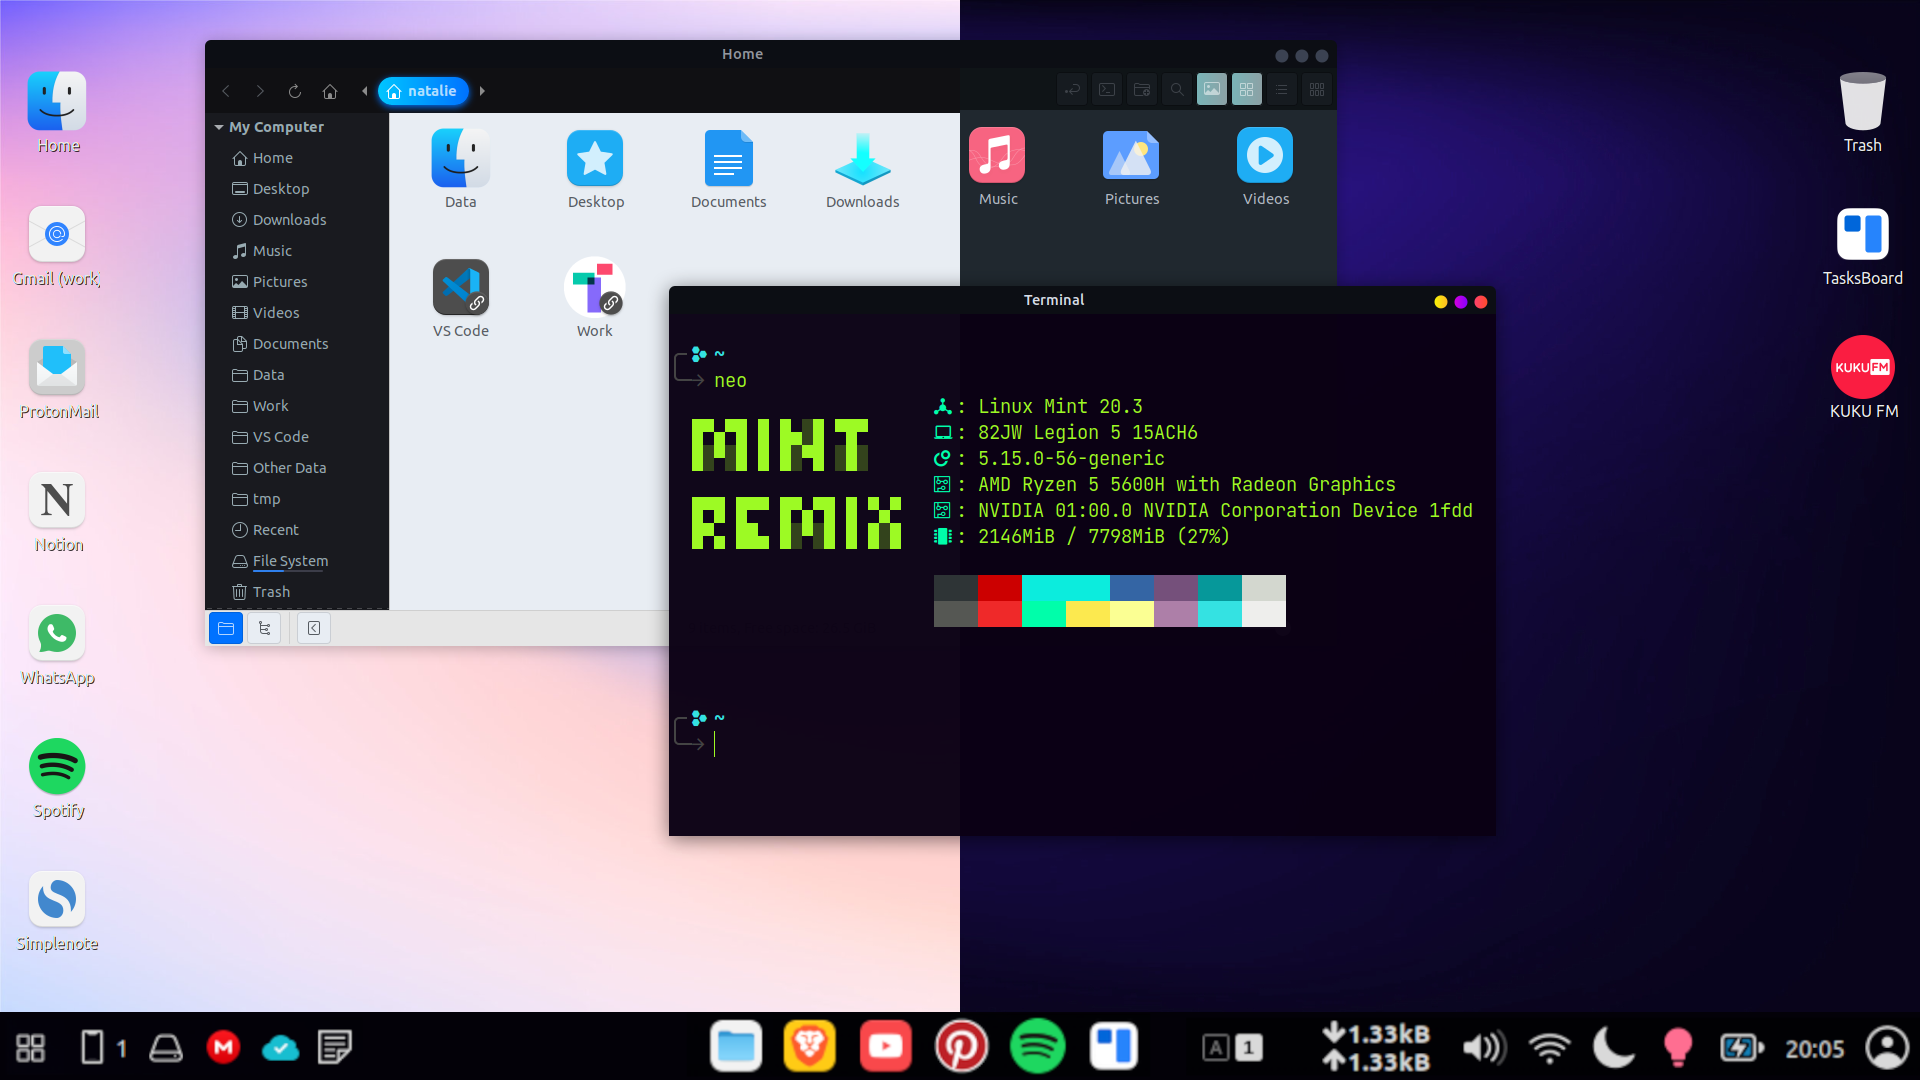 Home
natalie
My Computer
Home
Desktop
Downloads
Music
Pictures
Videos
Documents
Data
Work
VS Code
Other Data
tmp
Recent
File System
Trash
Data
Desktop
Documents
Downloads
Music
Pictures
Videos
VS Code
Work
Terminal
~
neo
MINT
REMIX
: Linux Mint 20.3
: 82JW Legion 5 15ACH6
: 5.15.0-56-generic
: AMD Ryzen 5 5600H with Radeon Graphics
: NVIDIA 01:00.0 NVIDIA Corporation Device 1fdd
: 2146MiB / 7798MiB (27%)
~
Home
Gmail (work)
ProtonMail
N
Notion
WhatsApp
Spotify
Simplenote
Trash
TasksBoard
KUKU FM
KUKU FM
1
M
A 1
1.33kB
1.33kB
20:05